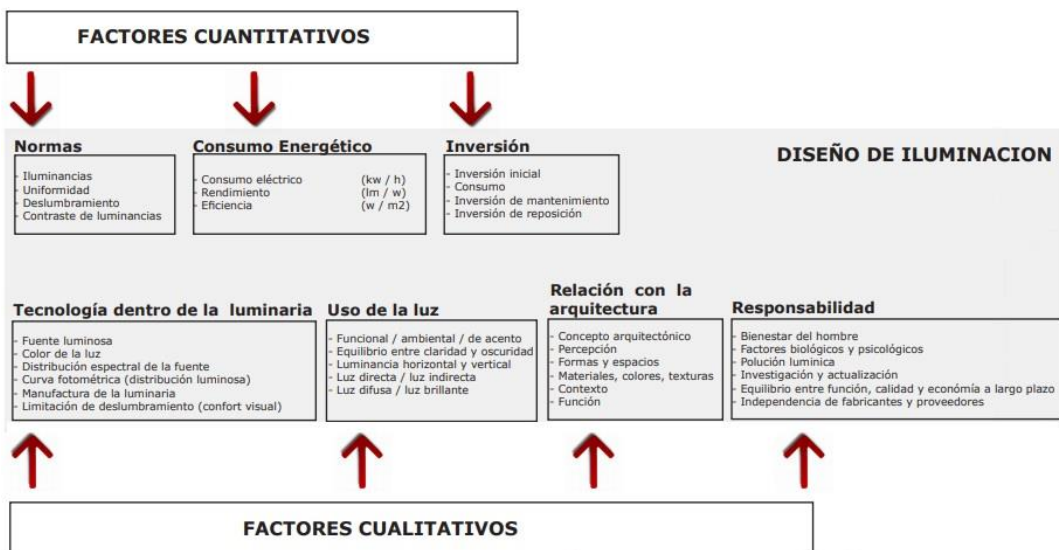 FACTORES CUANTITATIVOS
DISEÑO DE ILUMINACION
Normas
- Iluminancias
- Uniformidad
- Deslumbramiento
- Contraste de luminancias
Consumo Energético
- Consumo eléctrico (kw / h)
- Rendimiento (lm / w)
- Eficiencia (w / m2)
Inversión
- Inversión inicial
- Consumo
- Inversión de mantenimiento
- Inversión de reposición
Tecnología dentro de la luminaria
- Fuente luminosa
- Color de la luz
- Distribución espectral de la fuente
- Curva fotométrica (distribución luminosa)
- Manufactura de la luminaria
- Limitación de deslumbramiento (confort visual)
Uso de la luz
- Funcional / ambiental / de acento
- Equilibrio entre claridad y oscuridad
- Luminancia horizontal y vertical
- Luz directa / luz indirecta
- Luz difusa / luz brillante
Relación con la
arquitectura
- Concepto arquitectónico
- Percepción
- Formas y espacios
- Materiales, colores, texturas
- Contexto
- Función
Responsabilidad
- Bienestar del hombre
- Factores biológicos y psicológicos
- Polución luminica
- Investigación y actualización
- Equilibrio entre función, calidad y economía a largo plazo
- Independencia de fabricantes y proveedores
FACTORES CUALITATIVOS